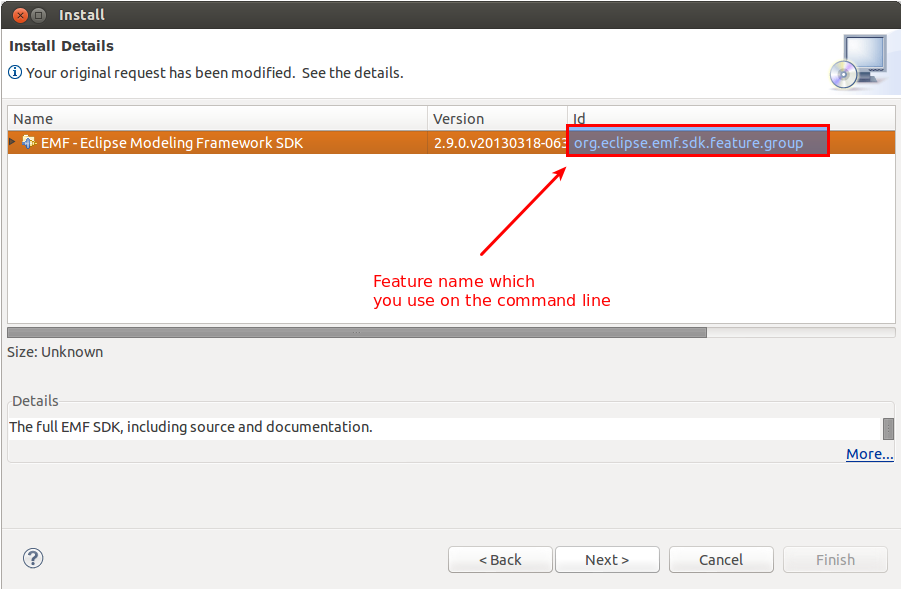 Install
Install Details
Your original request has been modified.  See the details.
Name Version Id
EMF - Eclipse Modeling Framework SDK 2.9.0.v20130318-063 org.eclipse.emf.sdk.feature.group
Feature name which
you use on the command line
Size: Unknown
Details
The full EMF SDK, including source and documentation.
More...
? < Back Next > Cancel Finish